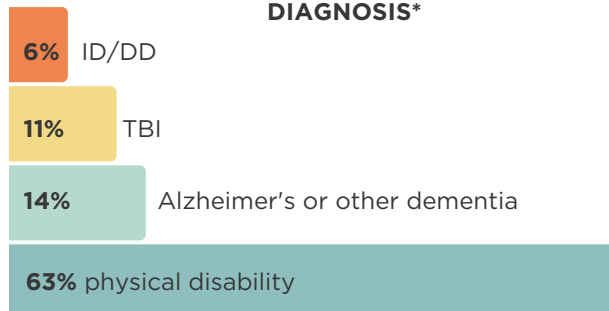 DIAGNOSIS*
6% ID/DD
11% TBI
14% Alzheimer's or other dementia
63% physical disability